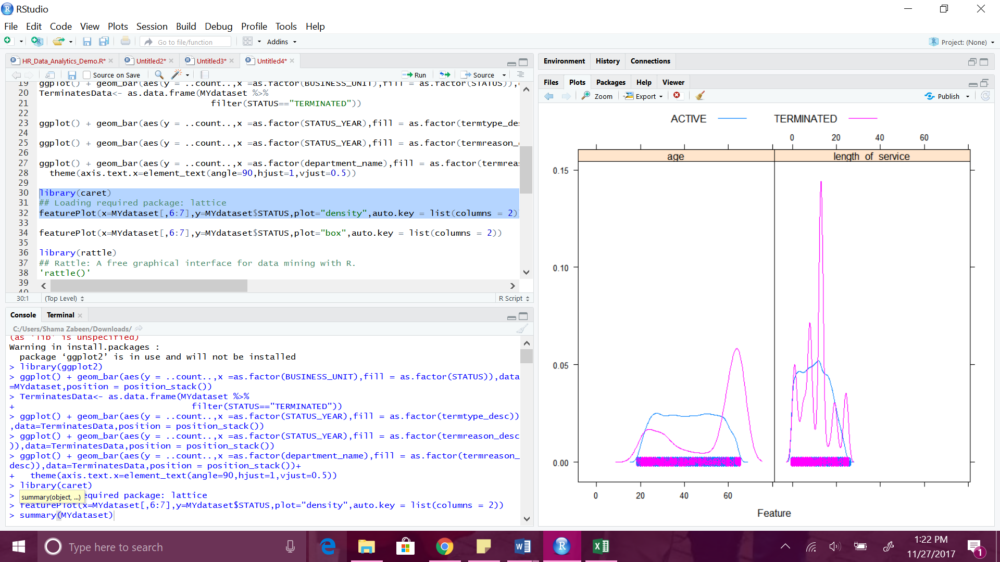 RStudio
File Edit Code View Plots Session Build Debug Profile Tools Help
Go to file/function Addins Project: (None)
HR_Data_Analytics_Demo.R* Untitled2* Untitled3* Untitled4*
Source on Save Run Source
19 ggplot() + geom_bar(aes(y = ..count..,x =as.factor(BUSINESS_UNIT),fill = as.factor(STATUS)),
20 TerminatesData<- as.data.frame(MYdataset %>%
21 filter(STATUS=="TERMINATED"))
22
23 ggplot() + geom_bar(aes(y = ..count..,x =as.factor(STATUS_YEAR),fill = as.factor(termtype_des
24
25 ggplot() + geom_bar(aes(y = ..count..,x =as.factor(STATUS_YEAR),fill = as.factor(termreason_
26
27 ggplot() + geom_bar(aes(y = ..count..,x =as.factor(department_name),fill = as.factor(termrea
28 theme(axis.text.x=element_text(angle=90,hjust=1,vjust=0.5))
29
30 library(caret)
31 ## Loading required package: lattice
32 featurePlot(x=MYdataset[,6:7],y=MYdataset$STATUS,plot="density",auto.key = list(columns = 2)
33
34 featurePlot(x=MYdataset[,6:7],y=MYdataset$STATUS,plot="box",auto.key = list(columns = 2))
35
36 library(rattle)
37 ## Rattle: A free graphical interface for data mining with R.
38 'rattle()'
39
40
30:1 (Top Level) R Script
Console Terminal
C:/Users/Shama Zabeen/Downloads/
(as ‘lib’ is unspecified)
Warning in install.packages :
package ‘ggplot2’ is in use and will not be installed
> library(ggplot2)
> ggplot() + geom_bar(aes(y = ..count..,x =as.factor(BUSINESS_UNIT),fill = as.factor(STATUS)),data
=MYdataset,position = position_stack())
> TerminatesData<- as.data.frame(MYdataset %>%
+ filter(STATUS=="TERMINATED"))
> ggplot() + geom_bar(aes(y = ..count..,x =as.factor(STATUS_YEAR),fill = as.factor(termtype_desc))
,data=TerminatesData,position = position_stack())
> ggplot() + geom_bar(aes(y = ..count..,x =as.factor(STATUS_YEAR),fill = as.factor(termreason_desc
)),data=TerminatesData,position = position_stack())
> ggplot() + geom_bar(aes(y = ..count..,x =as.factor(department_name),fill = as.factor(termreason_
desc)),data=TerminatesData,position = position_stack())+
+ theme(axis.text.x=element_text(angle=90,hjust=1,vjust=0.5))
> library(caret)
> summary(object, ...) equired package: lattice
> featurePlot(x=MYdataset[,6:7],y=MYdataset$STATUS,plot="density",auto.key = list(columns = 2))
> summary(MYdataset)
Environment History Connections
Files Plots Packages Help Viewer
Zoom Export Publish
ACTIVE TERMINATED
0 20 40 60
age length_of_service
0.15
0.10
0.05
0.00
0 20 40 60
Feature
Type here to search
1:22 PM
11/27/2017
1